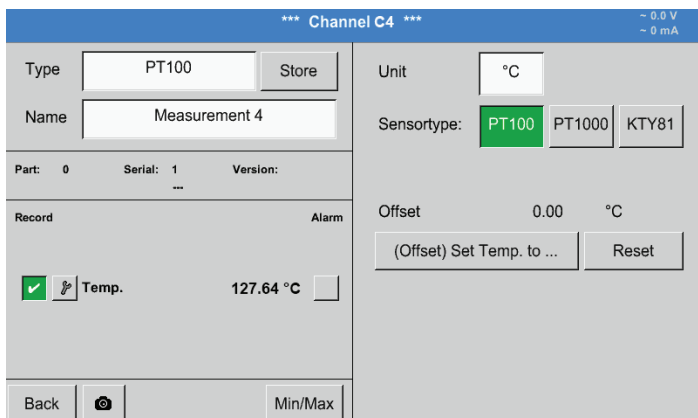 *** Channel C4 ***
~ 0.0 V
~ 0 mA
Type PT100 Store
Name Measurement 4
Part: 0 Serial: 1 Version:
---
Record Alarm
Temp. 127.64 °C
Back Min/Max
Unit °C
Sensortype: PT100 PT1000 KTY81
Offset 0.00 °C
(Offset) Set Temp. to ... Reset